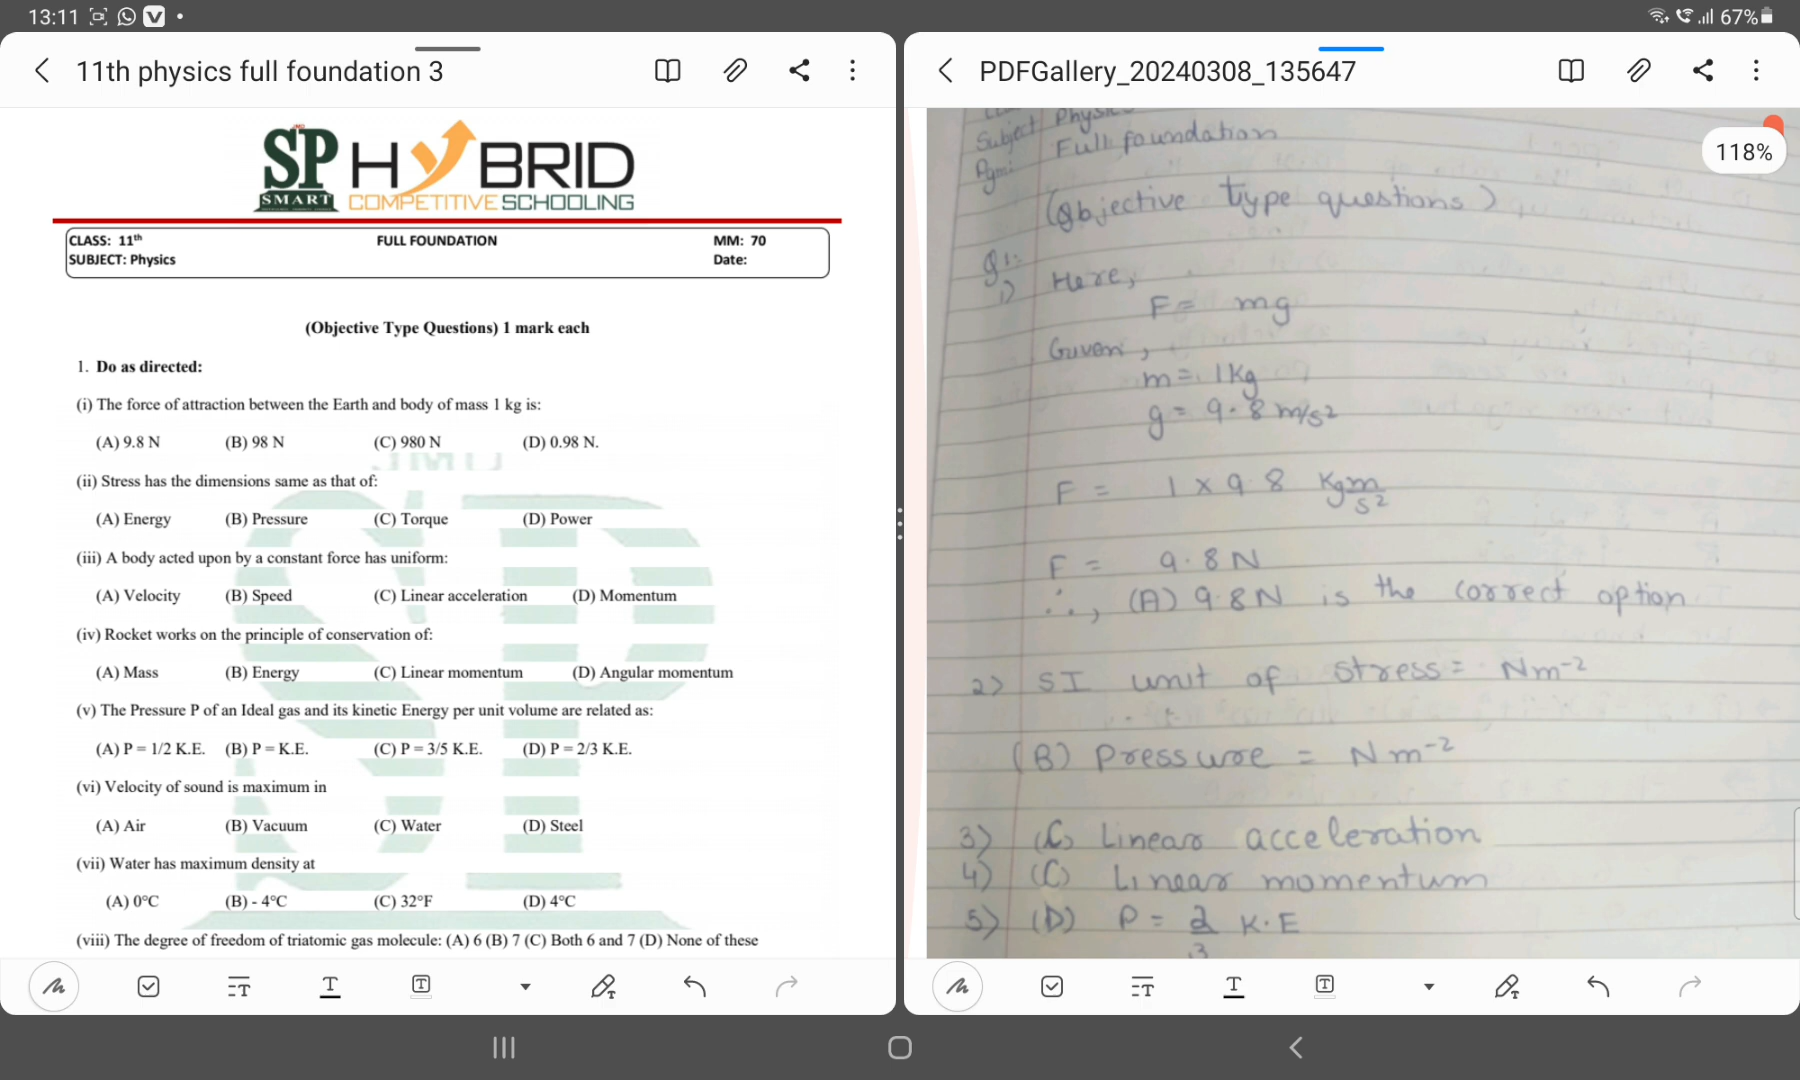 13:11
67%
11th physics full foundation 3
SP HYBRID
SMART COMPETITIVE SCHOOLING
CLASS: 11th FULL FOUNDATION MM: 70
SUBJECT: Physics Date:
(Objective Type Questions) 1 mark each
1. Do as directed:
(i) The force of attraction between the Earth and body of mass 1 kg is:
(A) 9.8 N (B) 98 N (C) 980 N (D) 0.98 N.
(ii) Stress has the dimensions same as that of:
(A) Energy (B) Pressure (C) Torque (D) Power
(iii) A body acted upon by a constant force has uniform:
(A) Velocity (B) Speed (C) Linear acceleration (D) Momentum
(iv) Rocket works on the principle of conservation of:
(A) Mass (B) Energy (C) Linear momentum (D) Angular momentum
(v) The Pressure P of an Ideal gas and its kinetic Energy per unit volume are related as:
(A) P = 1/2 K.E. (B) P = K.E. (C) P = 3/5 K.E. (D) P = 2/3 K.E.
(vi) Velocity of sound is maximum in
(A) Air (B) Vacuum (C) Water (D) Steel
(vii) Water has maximum density at
(A) 0°C (B) - 4°C (C) 32°F (D) 4°C
(viii) The degree of freedom of triatomic gas molecule: (A) 6 (B) 7 (C) Both 6 and 7 (D) None of these
PDFGallery_20240308_135647
118%
Subject Physics
Full foundation
(Objective type questions)
Q1:
i) Here,
F = mg
Given,
m = 1 Kg
g = 9.8 m/s²
F = 1 x 9.8 Kgm/s²
F = 9.8 N
∴, (A) 9.8N is the correct option
2) SI unit of stress = Nm⁻²
(B) Pressure = Nm⁻²
3) (C) Linear acceleration
4) (C) Linear momentum
5) (D) P = 2/3 K.E